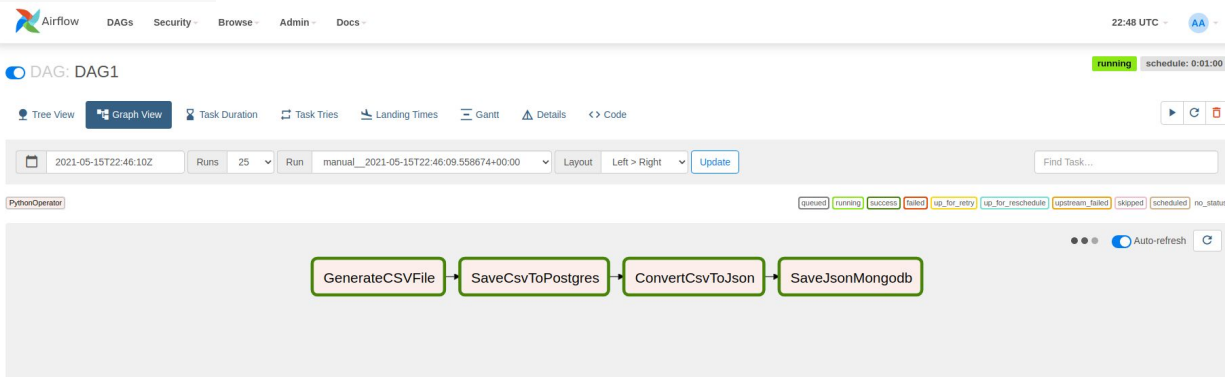 Airflow DAGs Security Browse Admin Docs 22:48 UTC AA
DAG: DAG1 running schedule: 0:01:00
Tree View Graph View Task Duration Task Tries Landing Times Gantt Details <> Code
2021-05-15T22:46:10Z Runs 25 Run manual__2021-05-15T22:46:09.558674+00:00 Layout Left > Right Update Find Task...
PythonOperator queued running success failed up_for_retry up_for_reschedule upstream_failed skipped scheduled no_status
Auto-refresh
GenerateCSVFile SaveCsvToPostgres ConvertCsvToJson SaveJsonMongodb